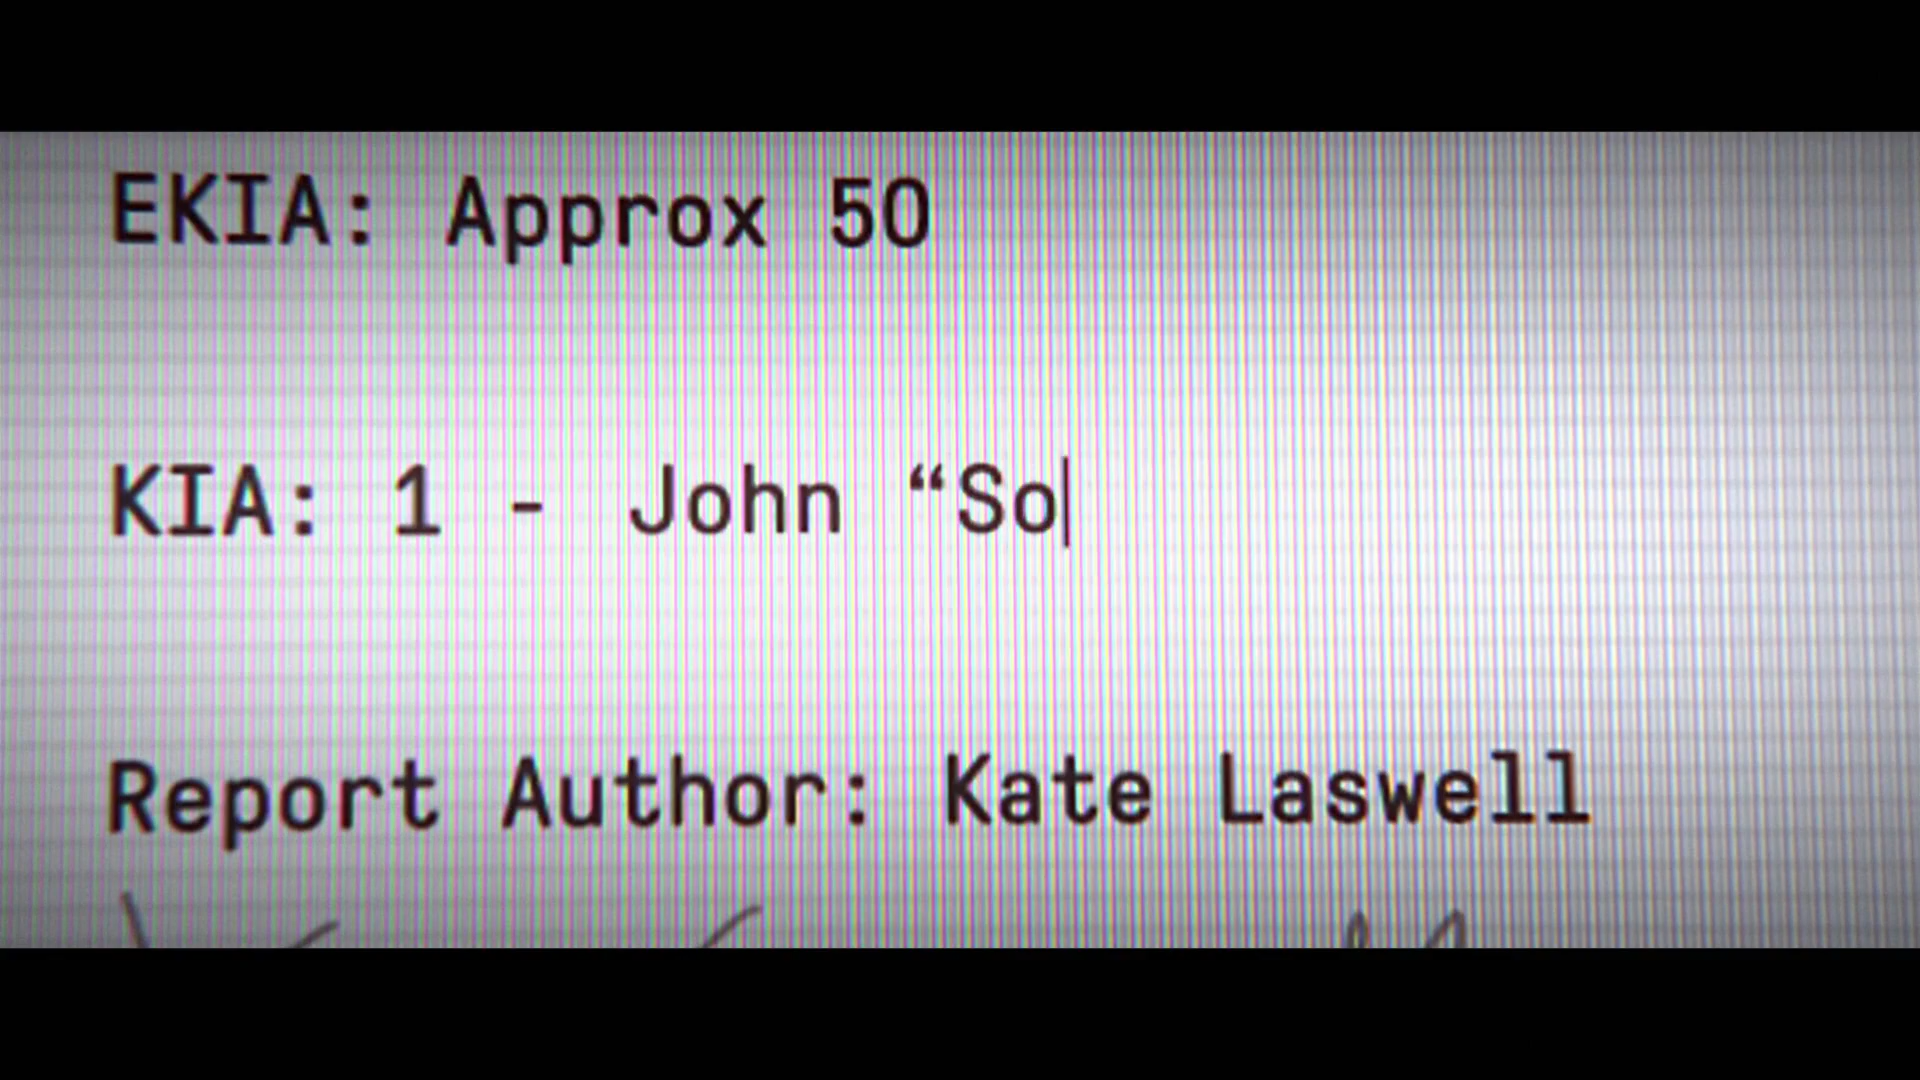 EKIA: Approx 50
KIA: 1 - John “So
Report Author: Kate Laswell